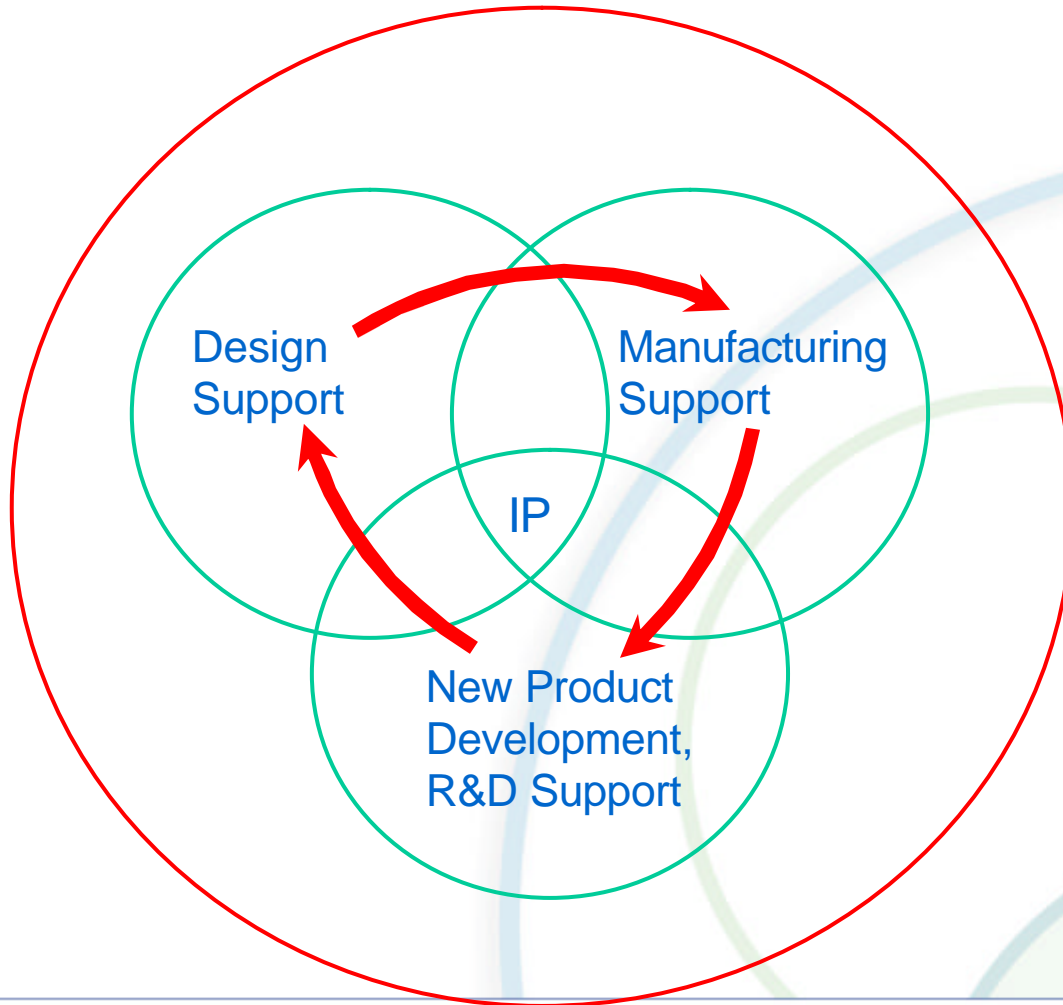 Design
Support
Manufacturing
Support
IP
New Product
Development,
R&D Support